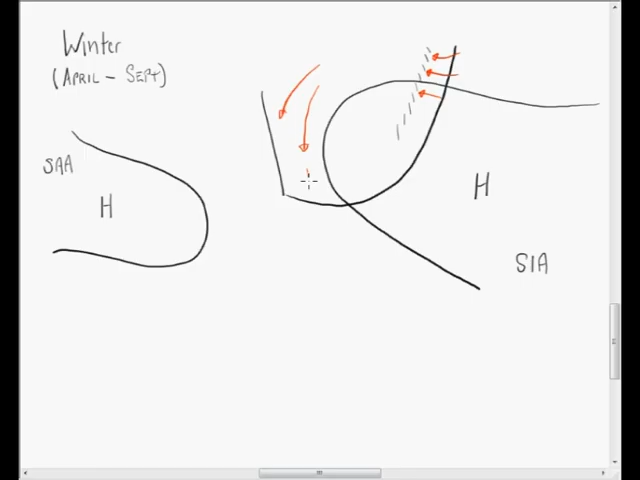 Winter
(APRIL - SEPT)
SAA
H
H
SIA